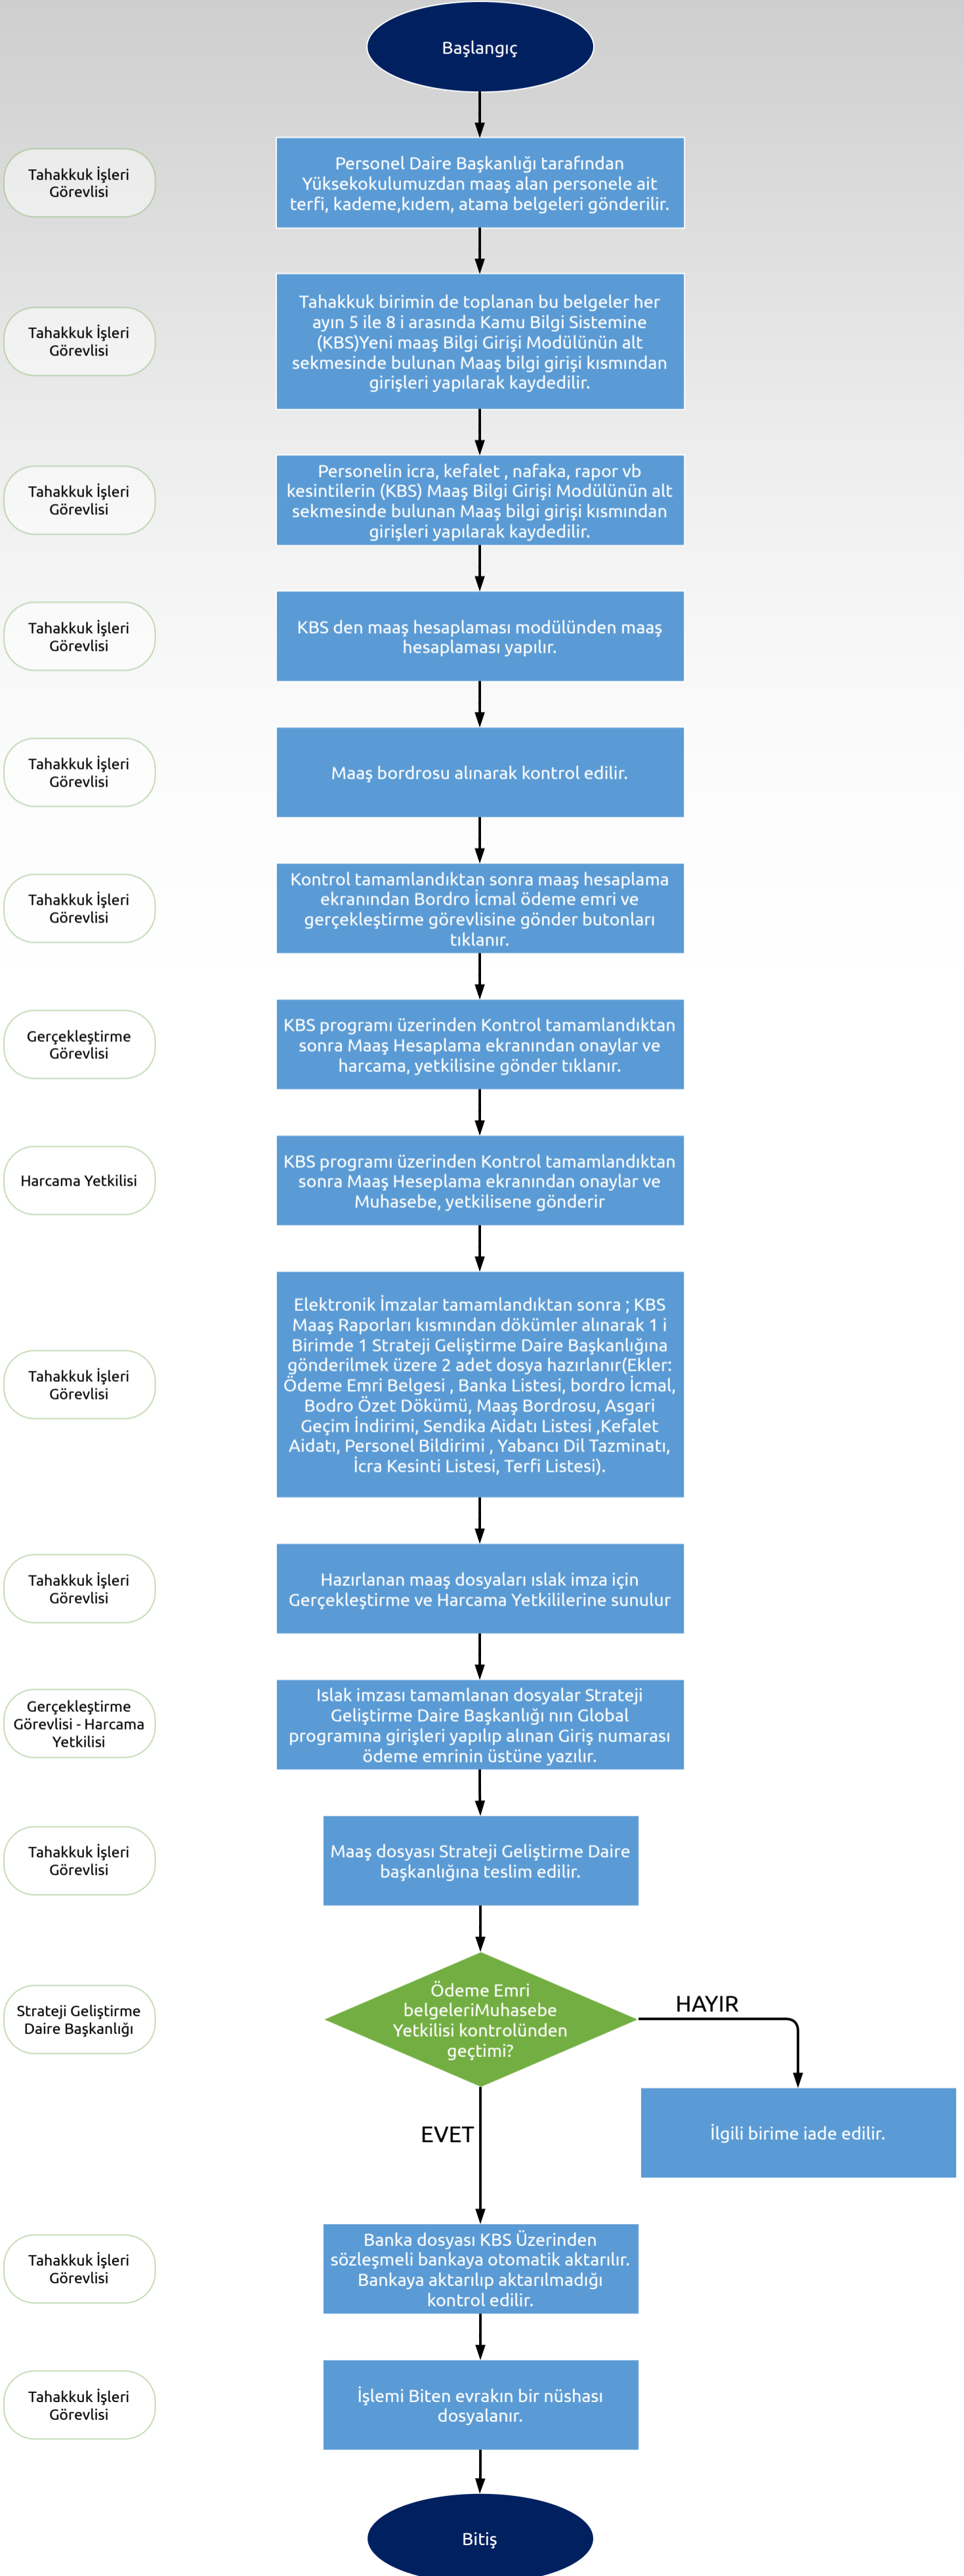 Başlangıç
Tahakkuk İşleri
Görevlisi
Personel Daire Başkanlığı tarafından
Yüksekokulumuzdan maaş alan personele ait
terfi, kademe,kıdem, atama belgeleri gönderilir.
Tahakkuk İşleri
Görevlisi
Tahakkuk birimin de toplanan bu belgeler her
ayın 5 ile 8 i arasında Kamu Bilgi Sistemine
(KBS)Yeni maaş Bilgi Girişi Modülünün alt
sekmesinde bulunan Maaş bilgi girişi kısmından
girişleri yapılarak kaydedilir.
Tahakkuk İşleri
Görevlisi
Personelin icra, kefalet , nafaka, rapor vb
kesintilerin (KBS) Maaş Bilgi Girişi Modülünün alt
sekmesinde bulunan Maaş bilgi girişi kısmından
girişleri yapılarak kaydedilir.
Tahakkuk İşleri
Görevlisi
KBS den maaş hesaplaması modülünden maaş
hesaplaması yapılır.
Tahakkuk İşleri
Görevlisi
Maaş bordrosu alınarak kontrol edilir.
Tahakkuk İşleri
Görevlisi
Kontrol tamamlandıktan sonra maaş hesaplama
ekranından Bordro İcmal ödeme emri ve
gerçekleştirme görevlisine gönder butonları
tıklanır.
Gerçekleştirme
Görevlisi
KBS programı üzerinden Kontrol tamamlandıktan
sonra Maaş Hesaplama ekranından onaylar ve
harcama, yetkilisine gönder tıklanır.
Harcama Yetkilisi
KBS programı üzerinden Kontrol tamamlandıktan
sonra Maaş Heseplama ekranından onaylar ve
Muhasebe, yetkilisene gönderir
Tahakkuk İşleri
Görevlisi
Elektronik İmzalar tamamlandıktan sonra ; KBS
Maaş Raporları kısmından dökümler alınarak 1 i
Birimde 1 Strateji Geliştirme Daire Başkanlığına
gönderilmek üzere 2 adet dosya hazırlanır(Ekler:
Ödeme Emri Belgesi , Banka Listesi, bordro İcmal,
Bodro Özet Dökümü, Maaş Bordrosu, Asgari
Geçim İndirimi, Sendika Aidatı Listesi ,Kefalet
Aidatı, Personel Bildirimi , Yabancı Dil Tazminatı,
İcra Kesinti Listesi, Terfi Listesi).
Tahakkuk İşleri
Görevlisi
Hazırlanan maaş dosyaları ıslak imza için
Gerçekleştirme ve Harcama Yetkililerine sunulur
Gerçekleştirme
Görevlisi - Harcama
Yetkilisi
Islak imzası tamamlanan dosyalar Strateji
Geliştirme Daire Başkanlığı nın Global
programına girişleri yapılıp alınan Giriş numarası
ödeme emrinin üstüne yazılır.
Tahakkuk İşleri
Görevlisi
Maaş dosyası Strateji Geliştirme Daire
başkanlığına teslim edilir.
Strateji Geliştirme
Daire Başkanlığı
Ödeme Emri
belgeleriMuhasebe
Yetkilisi kontrolünden
geçtimi?
HAYIR
İlgili birime iade edilir.
EVET
Tahakkuk İşleri
Görevlisi
Banka dosyası KBS Üzerinden
sözleşmeli bankaya otomatik aktarılır.
Bankaya aktarılıp aktarılmadığı
kontrol edilir.
Tahakkuk İşleri
Görevlisi
İşlemi Biten evrakın bir nüshası
dosyalanır.
Bitiş